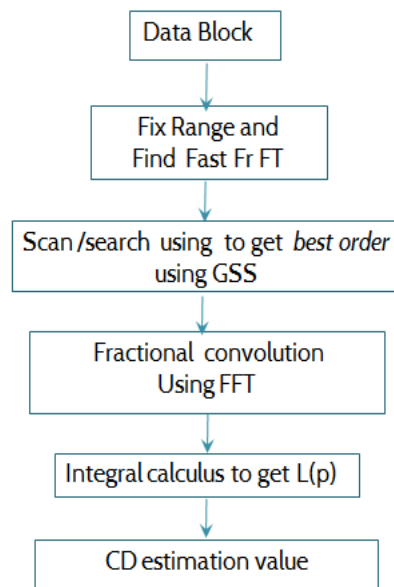 Data Block
Fix Range and
Find Fast Fr FT
Scan /search using to get best order
using GSS
Fractional convolution
Using FFT
Integral calculus to get L(p)
CD estimation value